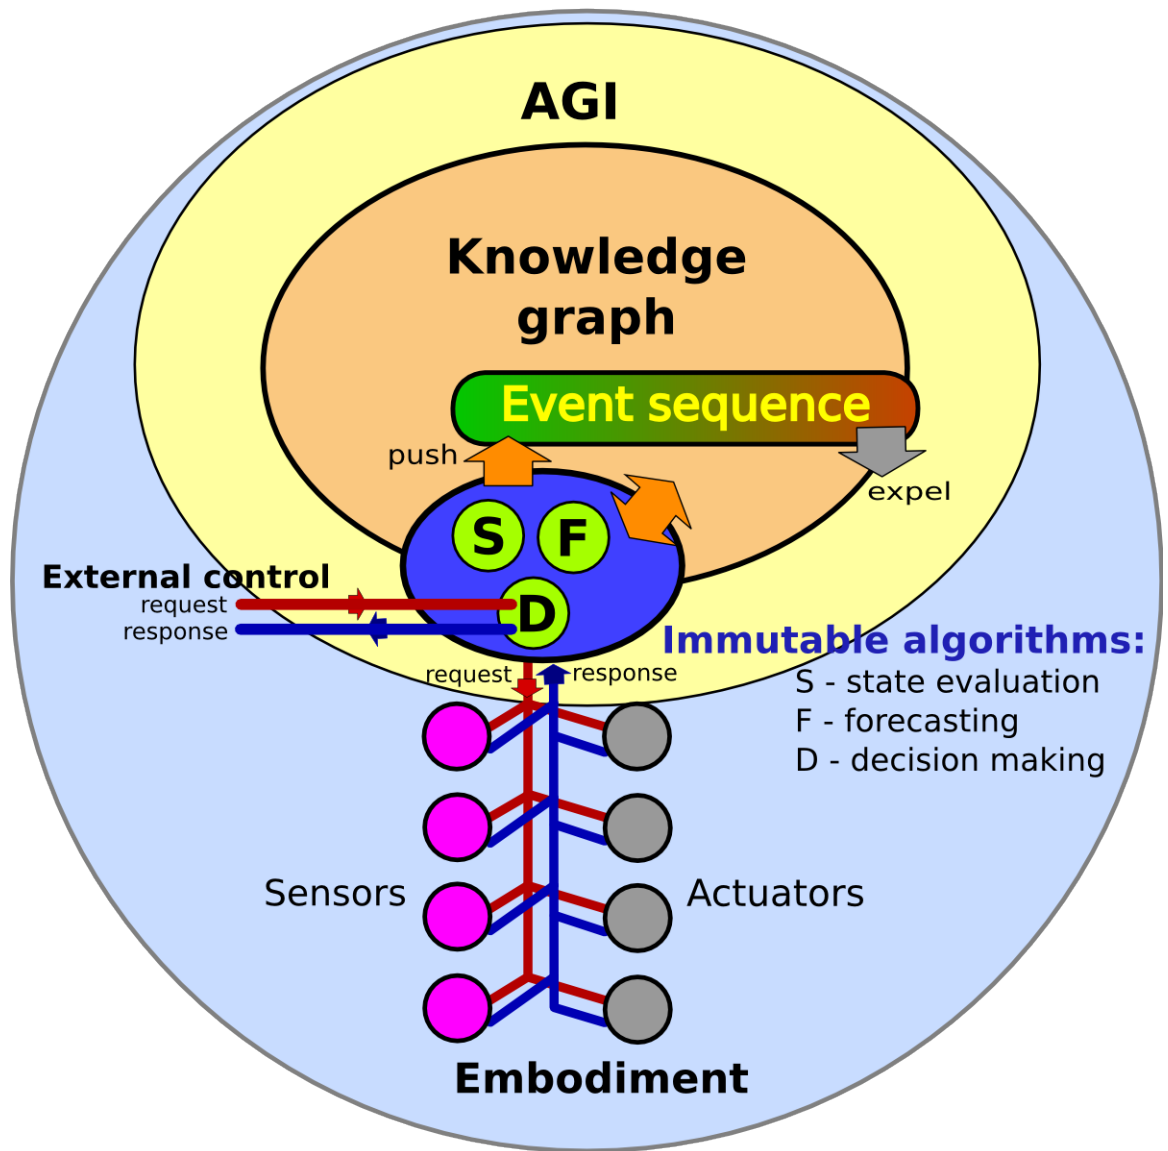 AGI
Knowledge
graph
Event sequence
push
expel
S
F
D
External control
request
response
request
response
Immutable algorithms:
S - state evaluation
F - forecasting
D - decision making
Sensors
Actuators
Embodiment